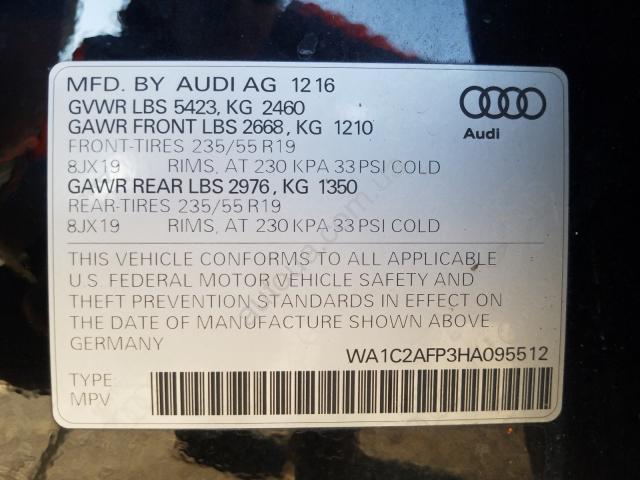 MFD. BY AUDI AG 12 16
GVWR LBS 5423, KG 2460
GAWR FRONT LBS 2668, KG 1210
FRONT-TIRES 235/55 R19
8JX19 RIMS, AT 230 KPA 33 PSI COLD
GAWR REAR LBS 2976, KG 1350
REAR-TIRES 235/55 R19
8JX19 RIMS, AT 230 KPA 33 PSI COLD
Audi
THIS VEHICLE CONFORMS TO ALL APPLICABLE
U.S. FEDERAL MOTOR VEHICLE SAFETY AND
THEFT PREVENTION STANDARDS IN EFFECT ON
THE DATE OF MANUFACTURE SHOWN ABOVE.
GERMANY
WA1C2AFP3HA095512
TYPE
MPV